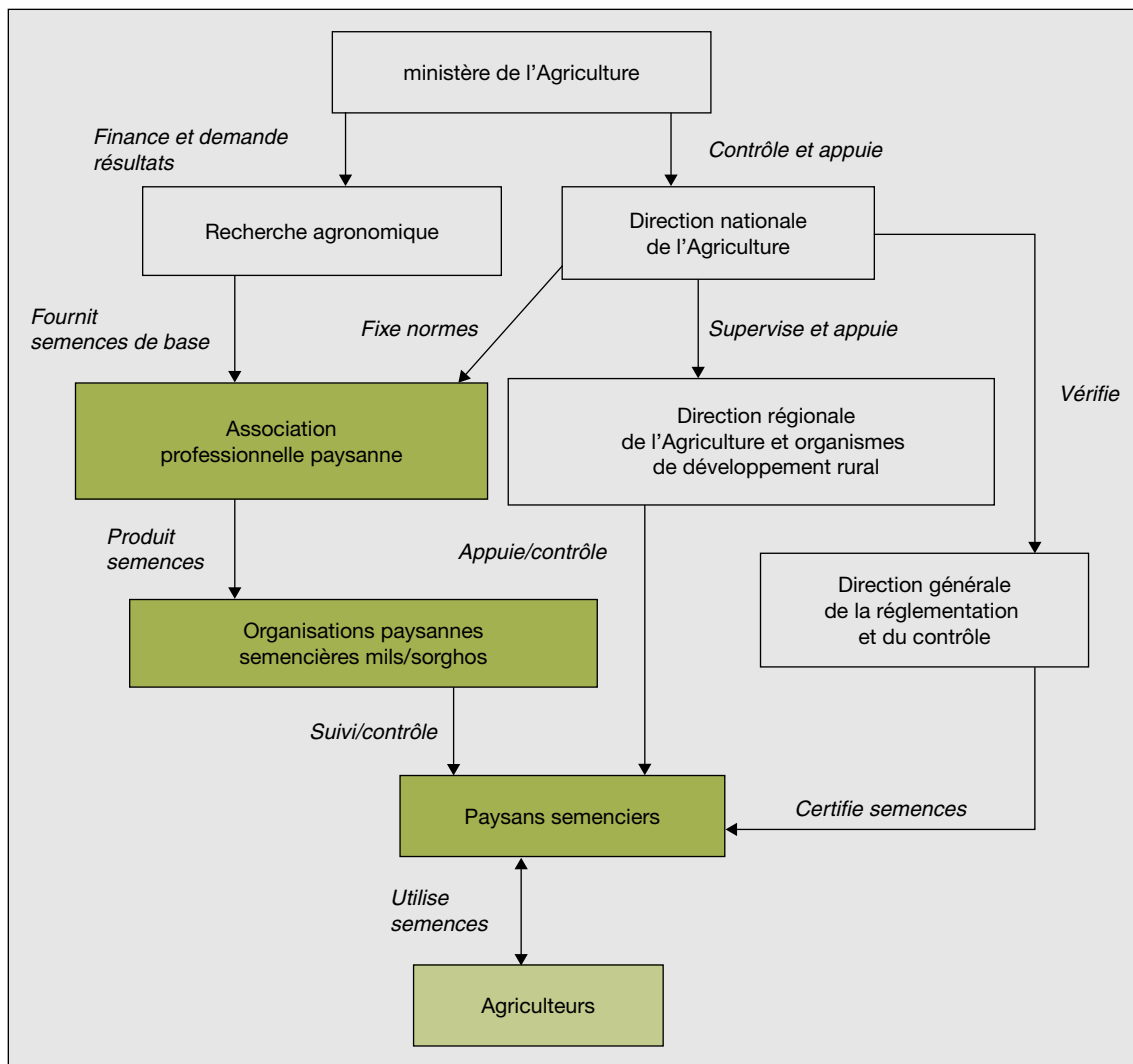 ministère de l’Agriculture
Finance et demande
résultats
Contrôle et appuie
Recherche agronomique
Direction nationale
de l’Agriculture
Fournit
semences de base
Fixe normes
Supervise et appuie
Vérifie
Association
professionnelle paysanne
Direction régionale
de l’Agriculture et organismes
de développement rural
Produit
semences
Appuie/contrôle
Direction générale
de la réglementation
et du contrôle
Organisations paysannes
semencières mils/sorghos
Suivi/contrôle
Paysans semenciers
Certifie semences
Utilise
semences
Agriculteurs